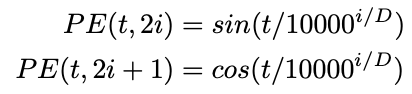 PE(t, 2i) = sin(t/10000^{i/D})
PE(t, 2i + 1) = cos(t/10000^{i/D})